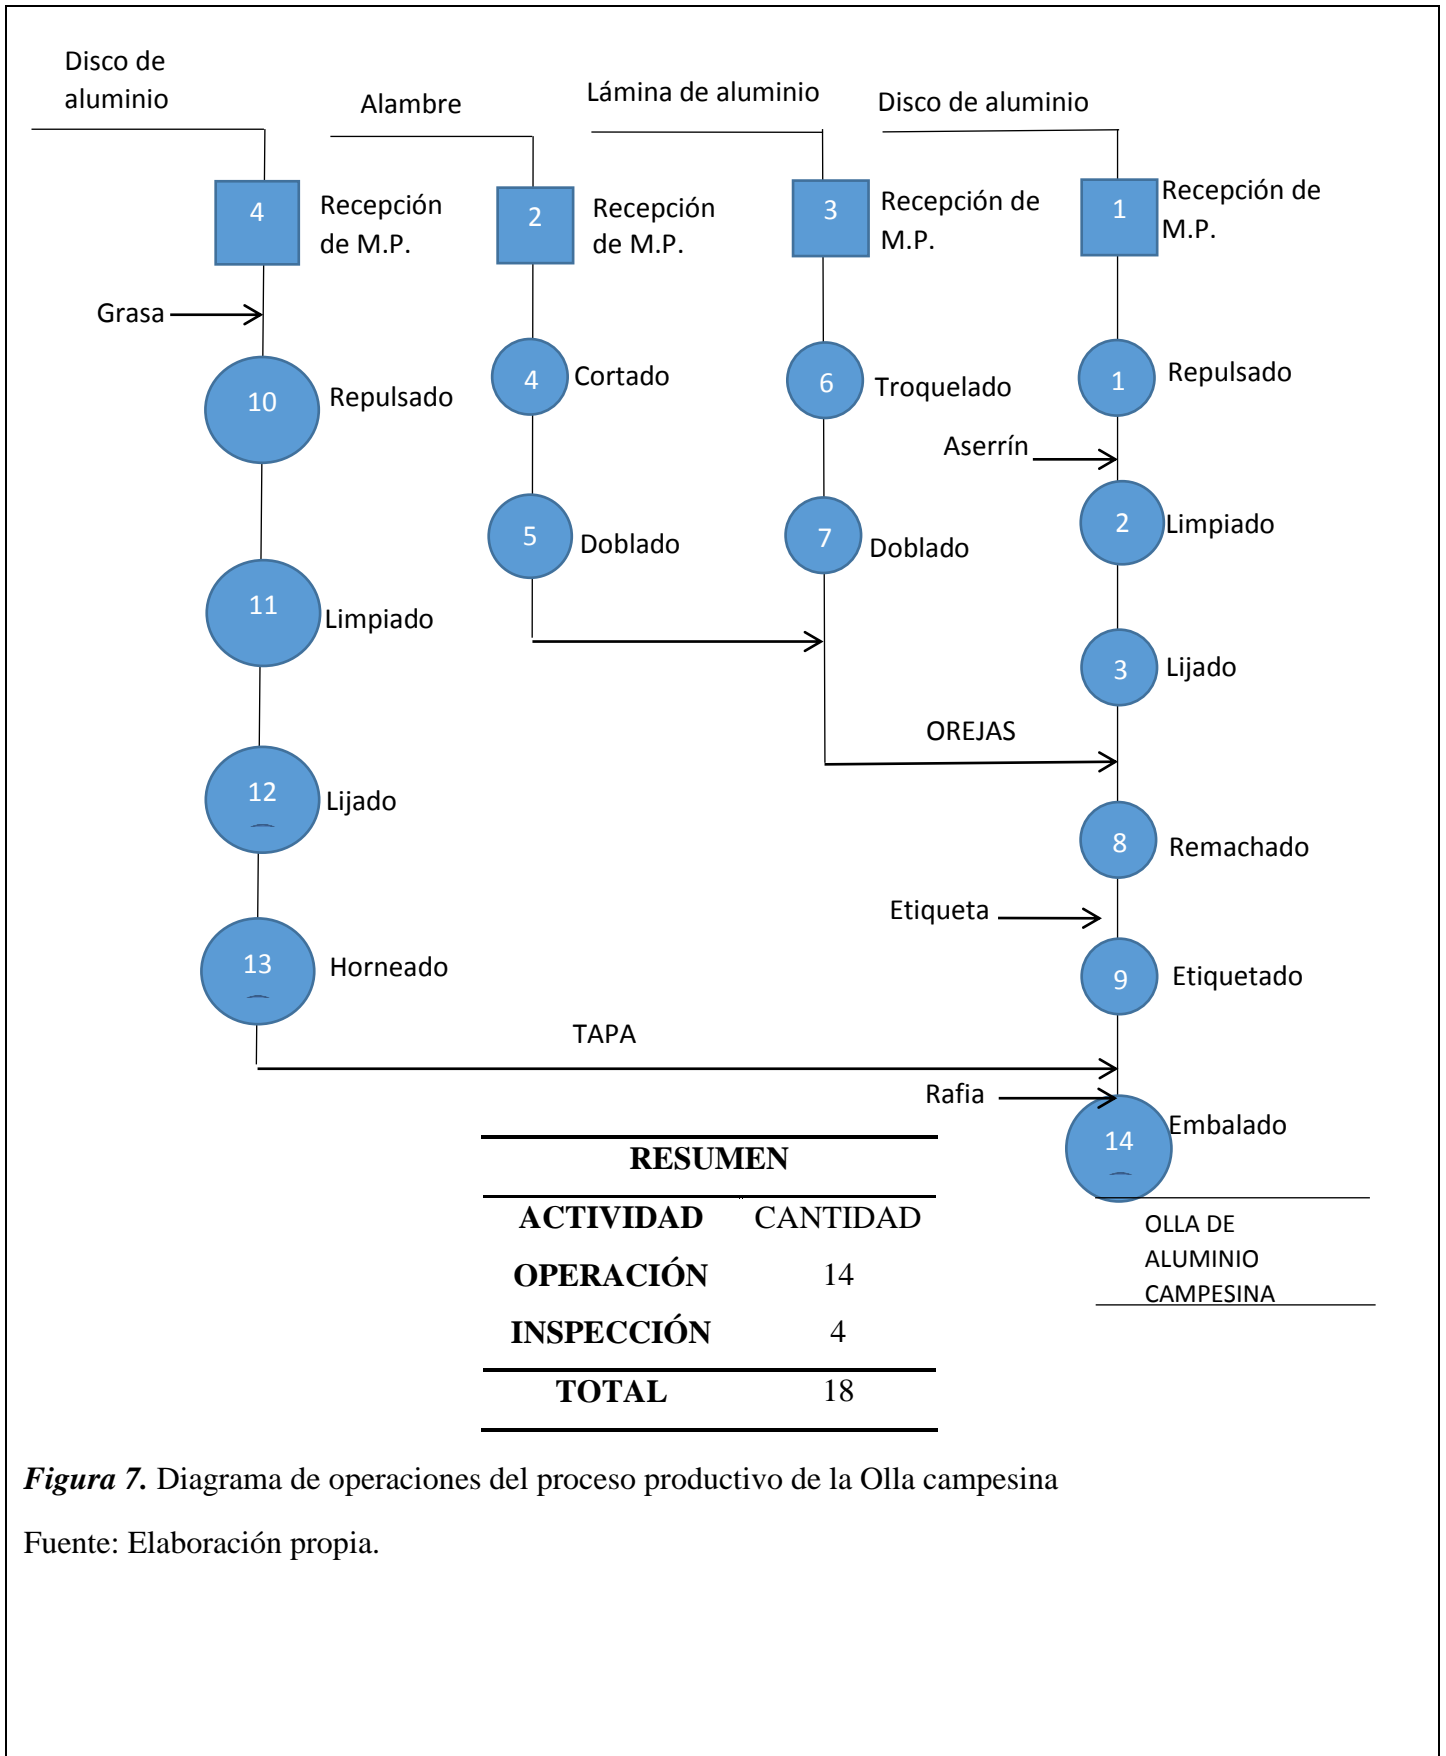 Disco de
aluminio
Alambre
Lámina de aluminio
Disco de aluminio
4
Recepción
de M.P.
2
Recepción
de M.P.
3
Recepción de
M.P.
1
Recepción de
M.P.
Grasa
10
Repulsado
4
Cortado
6
Troquelado
1
Repulsado
Aserrín
11
Limpiado
5
Doblado
7
Doblado
2
Limpiado
3
Lijado
OREJAS
12
Lijado
8
Remachado
Etiqueta
13
Horneado
9
Etiquetado
TAPA
Rafia
14
Embalado
OLLA DE
ALUMINIO
CAMPESINA
RESUMEN
ACTIVIDAD CANTIDAD
OPERACIÓN 14
INSPECCIÓN 4
TOTAL 18
Figura 7. Diagrama de operaciones del proceso productivo de la Olla campesina
Fuente: Elaboración propia.